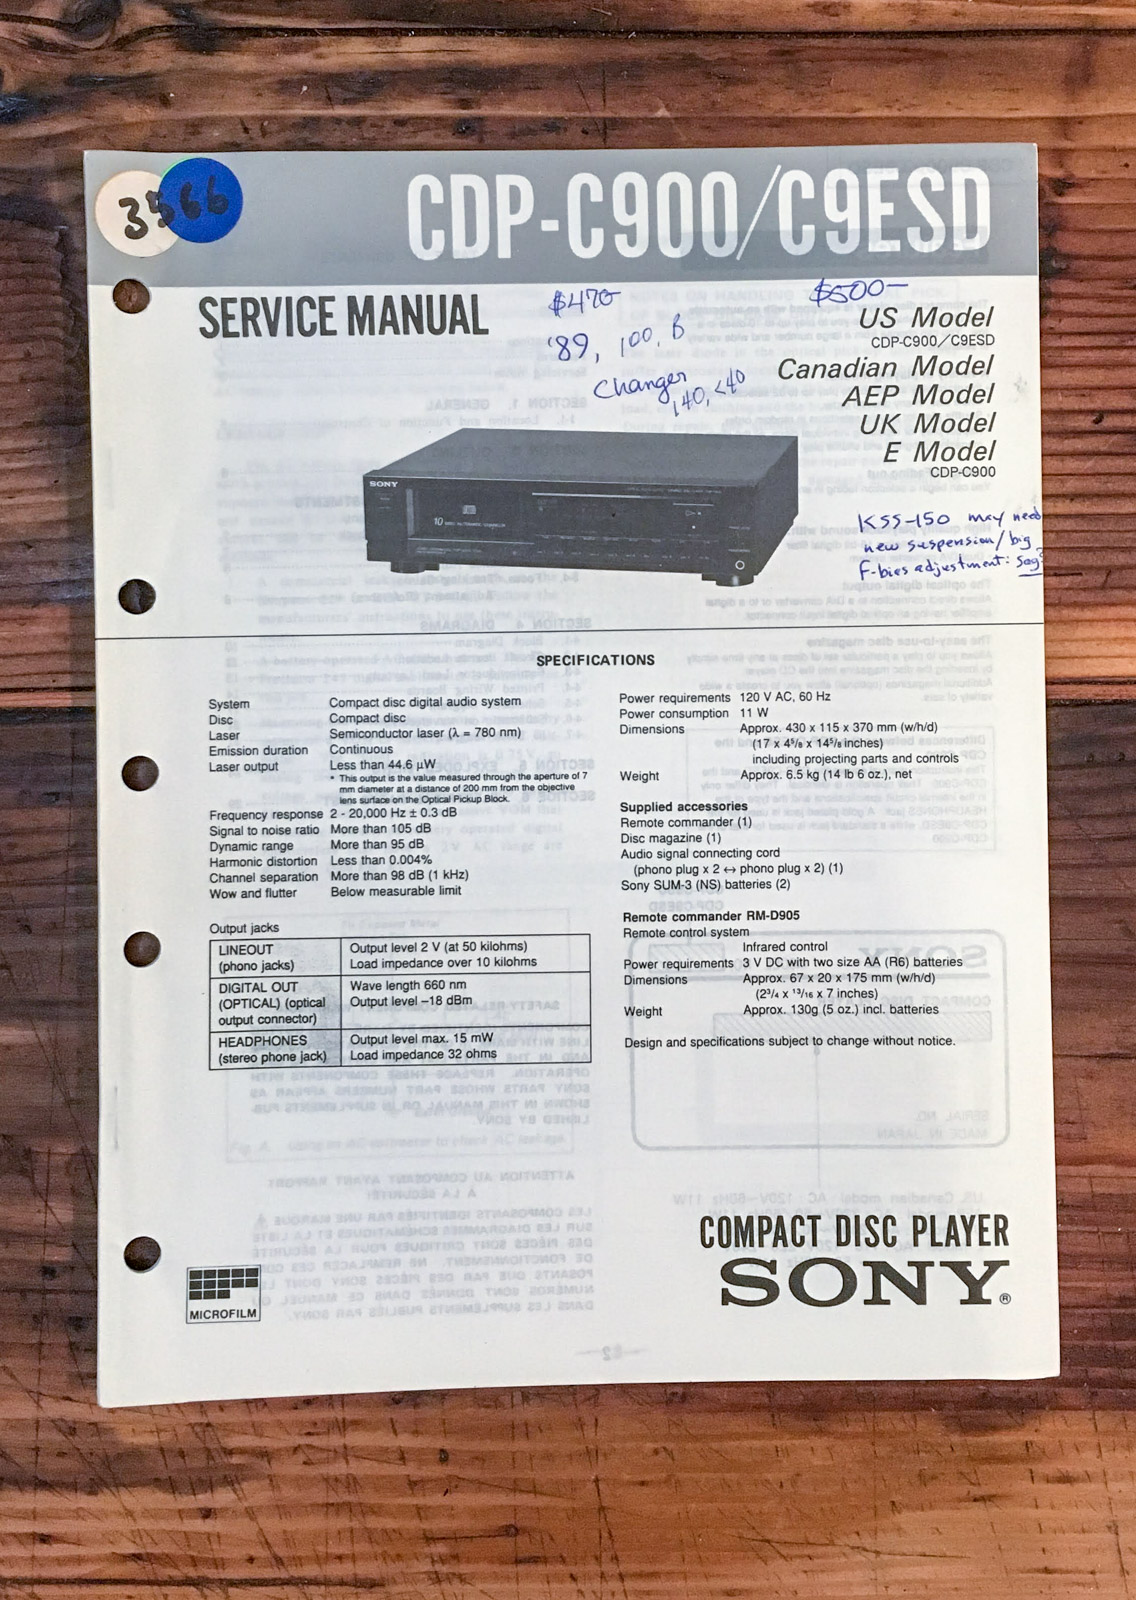 3566
CDP-C900/C9ESD
SERVICE MANUAL
$470
'89, 100, B
Changer
140, <40
$500-
US Model
CDP-C900/C9ESD
Canadian Model
AEP Model
UK Model
E Model
CDP-C900
SONY
10 DISC AUTOMATIC CHANGER
KSS-150 may need
new suspension/big
f-bias adjustment: sag?
SPECIFICATIONS
System Compact disc digital audio system
Disc Compact disc
Laser Semiconductor laser (λ = 780 nm)
Emission duration Continuous
Laser output Less than 44.6 μW
* This output is the value measured through the aperture of 7
mm diameter at a distance of 200 mm from the objective
lens surface on the Optical Pickup Block.
Frequency response 2 - 20,000 Hz ± 0.3 dB
Signal to noise ratio More than 105 dB
Dynamic range More than 95 dB
Harmonic distortion Less than 0.004%
Channel separation More than 98 dB (1 kHz)
Wow and flutter Below measurable limit
Output jacks
LINEOUT Output level 2 V (at 50 kilohms)
(phono jacks) Load impedance over 10 kilohms
DIGITAL OUT Wave length 660 nm
(OPTICAL) (optical Output level –18 dBm
output connector)
HEADPHONES Output level max. 15 mW
(stereo phone jack) Load impedance 32 ohms
Power requirements 120 V AC, 60 Hz
Power consumption 11 W
Dimensions Approx. 430 x 115 x 370 mm (w/h/d)
(17 x 4⁵/₈ x 14⁵/₈ inches)
including projecting parts and controls
Weight Approx. 6.5 kg (14 lb 6 oz.), net
Supplied accessories
Remote commander (1)
Disc magazine (1)
Audio signal connecting cord
(phono plug x 2 ↔ phono plug x 2) (1)
Sony SUM-3 (NS) batteries (2)
Remote commander RM-D905
Remote control system
Infrared control
Power requirements 3 V DC with two size AA (R6) batteries
Dimensions Approx. 67 x 20 x 175 mm (w/h/d)
(2³/₄ x ¹³/₁₆ x 7 inches)
Weight Approx. 130g (5 oz.) incl. batteries
Design and specifications subject to change without notice.
MICROFILM
COMPACT DISC PLAYER
SONY®